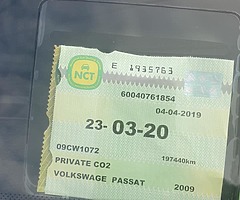 NCT
E 1935763
60040761854
04-04-2019
23-03-20
09CW1072
197440km
PRIVATE CO2
VOLKSWAGE PASSAT
2009